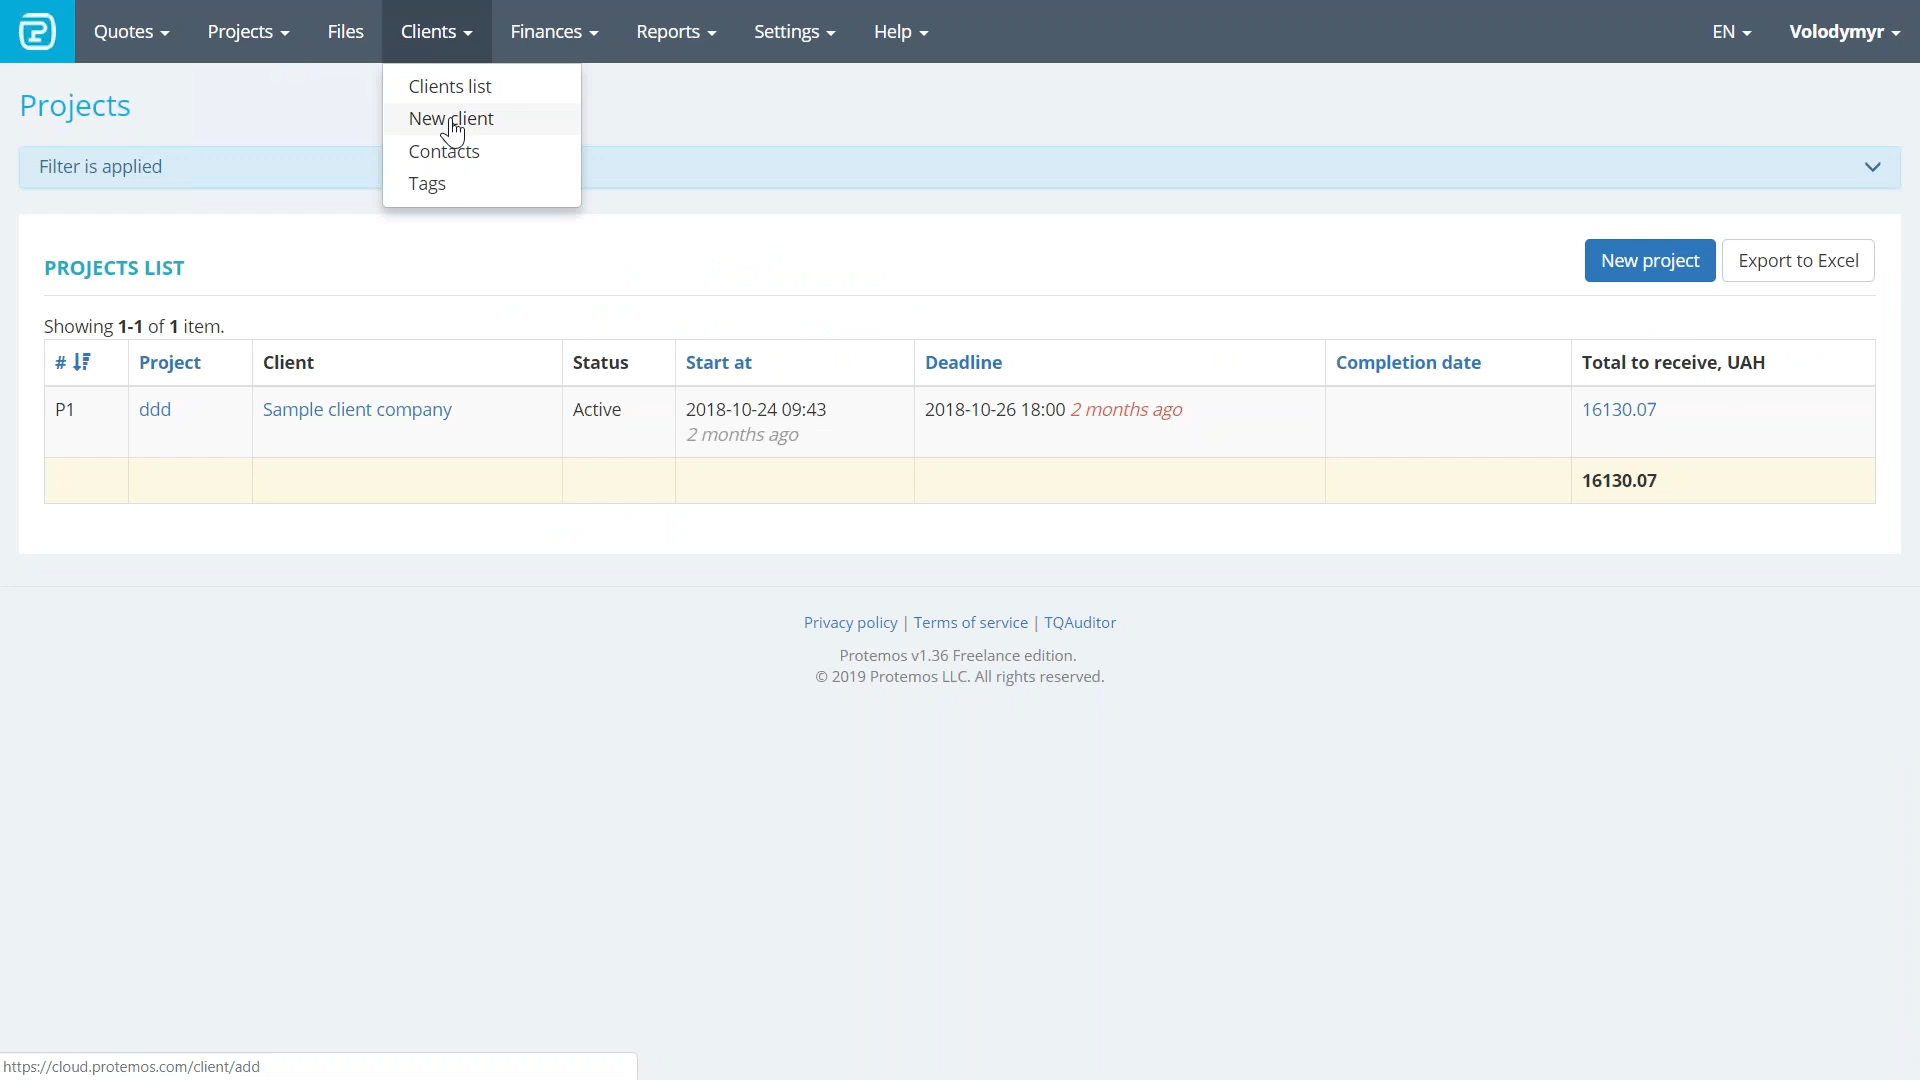 Quotes Projects Files Clients Finances Reports Settings Help EN Volodymyr
Clients list
New client
Contacts
Tags
Projects
Filter is applied
PROJECTS LIST
New project Export to Excel
Showing 1-1 of 1 item.
# Project Client Status Start at Deadline Completion date Total to receive, UAH
P1 ddd Sample client company Active 2018-10-24 09:43 2018-10-26 18:00 2 months ago 16130.07
2 months ago
16130.07
Privacy policy | Terms of service | TQAuditor
Protemos v1.36 Freelance edition.
© 2019 Protemos LLC. All rights reserved.
https://cloud.protemos.com/client/add